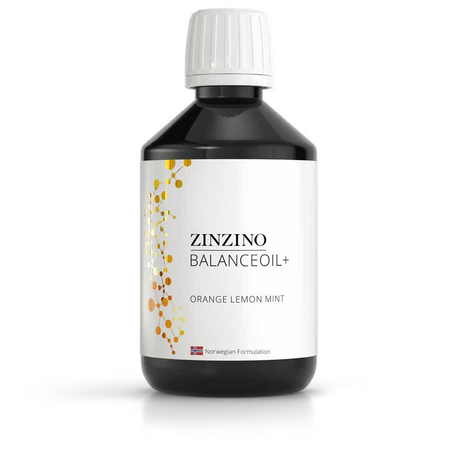 ZINZINO
BALANCEOIL+
ORANGE LEMON MINT
Norwegian Formulation